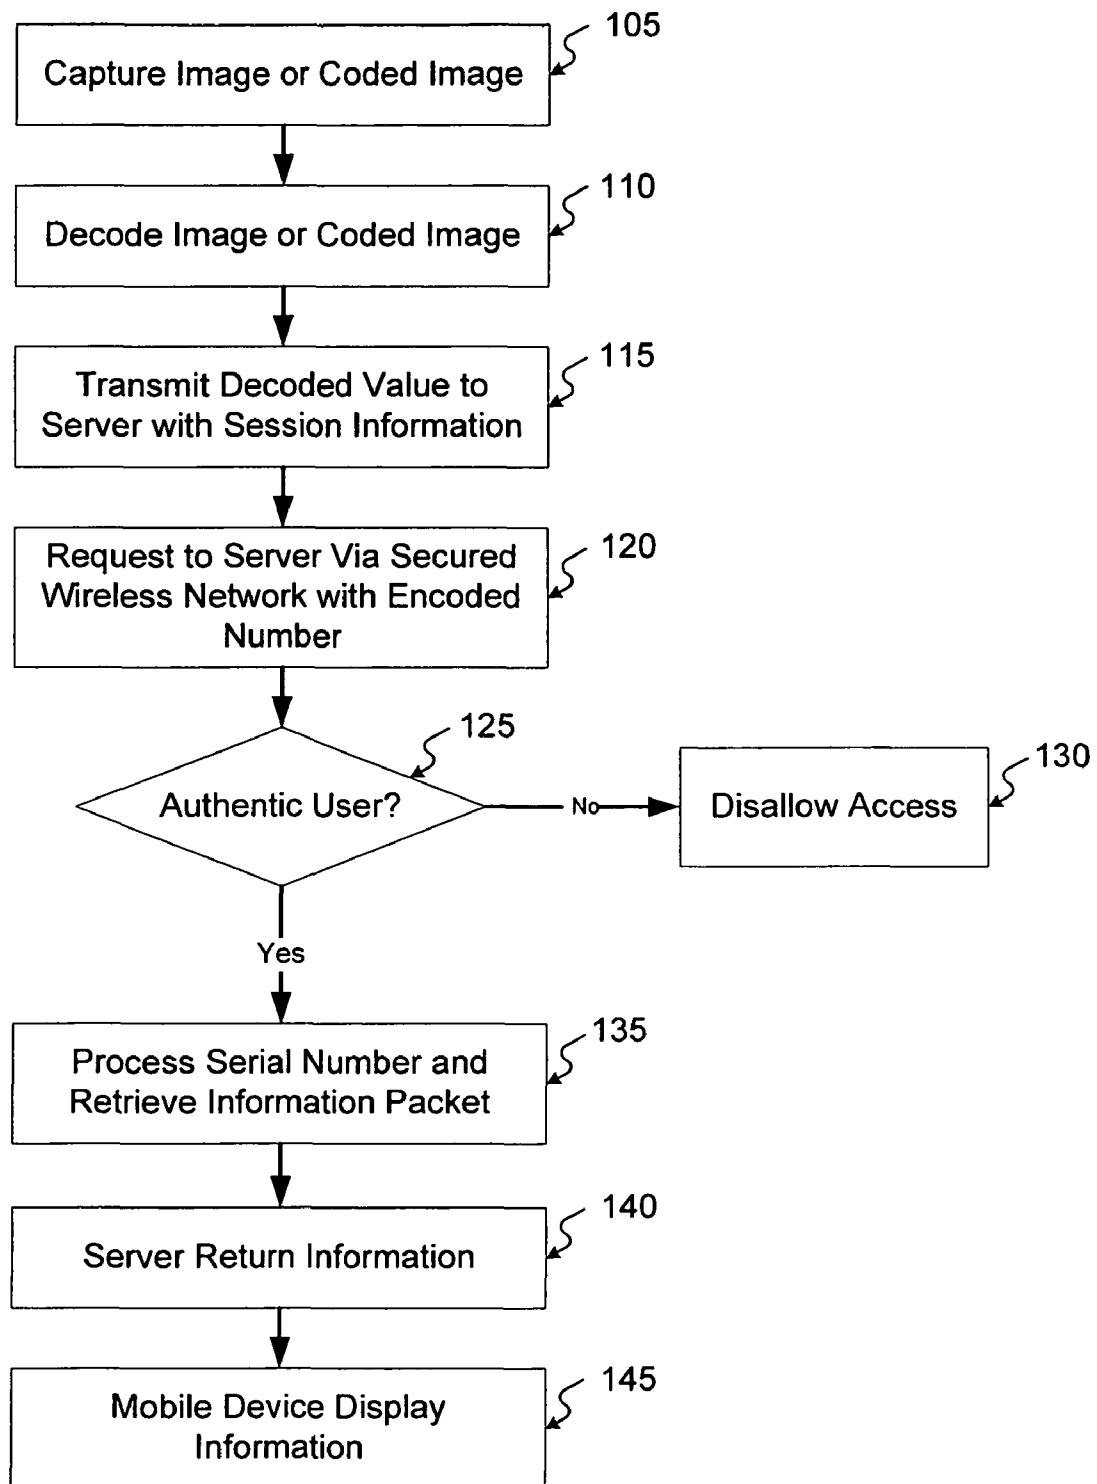 105
Capture Image or Coded Image
110
Decode Image or Coded Image
115
Transmit Decoded Value to
Server with Session Information
120
Request to Server Via Secured
Wireless Network with Encoded
Number
125
Authentic User?
No
130
Disallow Access
Yes
135
Process Serial Number and
Retrieve Information Packet
140
Server Return Information
145
Mobile Device Display
Information